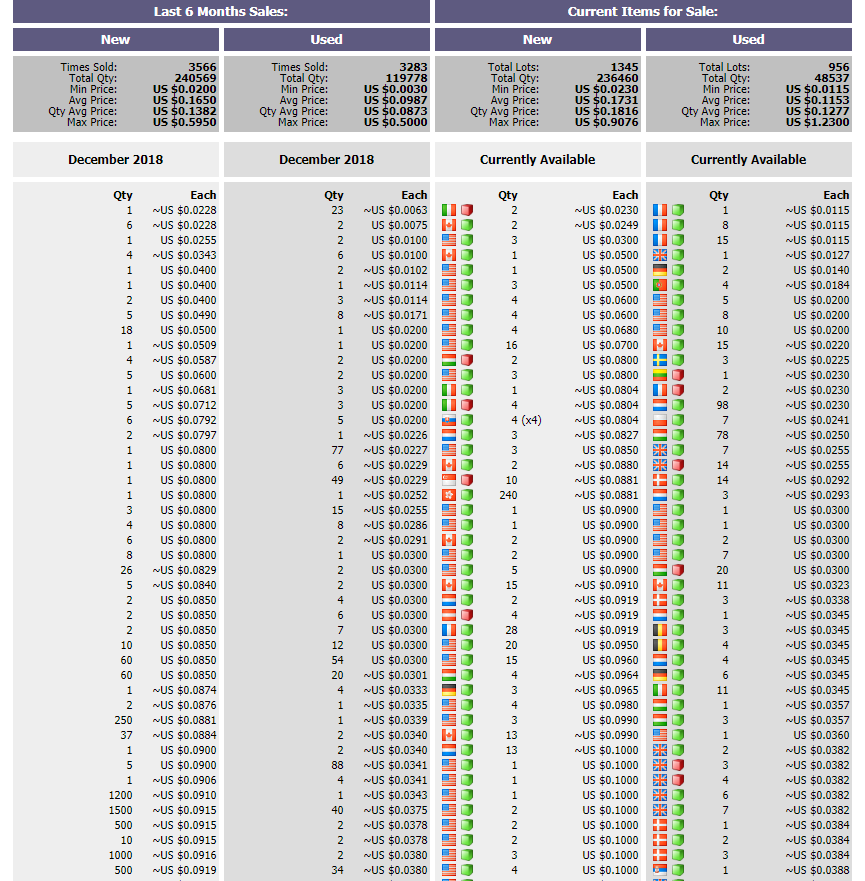 Last 6 Months Sales: Current Items for Sale:
New Used New Used
Times Sold: 3566 Times Sold: 3283 Total Lots: 1345 Total Lots: 956
Total Qty: 240569 Total Qty: 119778 Total Qty: 236460 Total Qty: 48537
Min Price: US $0.0200 Min Price: US $0.0030 Min Price: US $0.0230 Min Price: US $0.0115
Avg Price: US $0.1650 Avg Price: US $0.0987 Avg Price: US $0.1731 Avg Price: US $0.1153
Qty Avg Price: US $0.1382 Qty Avg Price: US $0.0873 Qty Avg Price: US $0.1816 Qty Avg Price: US $0.1277
Max Price: US $0.5950 Max Price: US $0.5000 Max Price: US $0.9076 Max Price: US $1.2300
December 2018 December 2018 Currently Available Currently Available
Qty Each Qty Each Qty Each Qty Each
1 ~US $0.0228 23 ~US $0.0063 2 ~US $0.0230 1 ~US $0.0115
6 ~US $0.0228 2 US $0.0075 2 ~US $0.0249 8 ~US $0.0115
1 US $0.0255 2 US $0.0100 3 US $0.0300 15 ~US $0.0115
4 ~US $0.0343 6 US $0.0100 1 US $0.0500 1 ~US $0.0127
1 US $0.0400 2 ~US $0.0102 1 US $0.0500 2 US $0.0140
1 US $0.0400 1 ~US $0.0114 3 US $0.0500 4 ~US $0.0184
2 US $0.0400 3 ~US $0.0114 4 US $0.0600 5 US $0.0200
5 US $0.0490 8 ~US $0.0171 4 US $0.0600 8 US $0.0200
18 US $0.0500 1 US $0.0200 4 US $0.0680 10 US $0.0200
1 ~US $0.0509 1 US $0.0200 16 US $0.0700 15 ~US $0.0220
4 ~US $0.0587 2 US $0.0200 2 US $0.0800 3 ~US $0.0225
5 US $0.0600 2 US $0.0200 3 US $0.0800 1 ~US $0.0230
1 ~US $0.0681 3 US $0.0200 1 ~US $0.0804 2 ~US $0.0230
5 ~US $0.0712 3 US $0.0200 4 ~US $0.0804 98 ~US $0.0230
6 ~US $0.0792 5 US $0.0200 4 (x4) ~US $0.0804 7 ~US $0.0241
2 ~US $0.0797 1 ~US $0.0226 3 ~US $0.0827 78 ~US $0.0250
1 US $0.0800 77 ~US $0.0227 3 US $0.0850 7 ~US $0.0255
1 US $0.0800 6 ~US $0.0229 2 ~US $0.0880 14 ~US $0.0255
1 US $0.0800 49 ~US $0.0229 10 ~US $0.0881 14 ~US $0.0292
1 US $0.0800 1 ~US $0.0252 240 ~US $0.0881 3 ~US $0.0293
3 US $0.0800 15 ~US $0.0255 1 US $0.0900 1 US $0.0300
4 US $0.0800 8 ~US $0.0286 1 US $0.0900 1 US $0.0300
6 US $0.0800 2 ~US $0.0291 2 US $0.0900 2 US $0.0300
8 US $0.0800 1 US $0.0300 2 US $0.0900 7 US $0.0300
26 ~US $0.0829 2 US $0.0300 5 US $0.0900 20 US $0.0300
5 ~US $0.0840 2 US $0.0300 15 ~US $0.0910 11 US $0.0323
2 US $0.0850 4 US $0.0300 2 ~US $0.0919 3 ~US $0.0338
2 US $0.0850 6 US $0.0300 4 ~US $0.0919 1 ~US $0.0345
2 US $0.0850 7 US $0.0300 28 ~US $0.0919 3 ~US $0.0345
10 US $0.0850 12 US $0.0300 20 US $0.0950 4 ~US $0.0345
60 US $0.0850 54 US $0.0300 15 US $0.0960 4 ~US $0.0345
60 US $0.0850 20 ~US $0.0301 4 ~US $0.0964 6 ~US $0.0345
1 ~US $0.0874 4 ~US $0.0333 3 ~US $0.0965 11 ~US $0.0345
2 ~US $0.0876 1 US $0.0335 4 US $0.0980 1 ~US $0.0357
250 ~US $0.0881 1 ~US $0.0339 3 US $0.0990 3 ~US $0.0357
37 ~US $0.0884 2 ~US $0.0340 13 ~US $0.0990 1 US $0.0360
1 US $0.0900 2 ~US $0.0340 13 ~US $0.1000 2 ~US $0.0382
5 US $0.0900 88 ~US $0.0341 1 US $0.1000 3 ~US $0.0382
1 ~US $0.0906 4 ~US $0.0341 1 US $0.1000 4 ~US $0.0382
1200 ~US $0.0910 1 ~US $0.0343 1 US $0.1000 6 ~US $0.0382
1500 ~US $0.0915 40 ~US $0.0375 2 US $0.1000 7 ~US $0.0382
500 ~US $0.0915 2 ~US $0.0378 2 US $0.1000 1 ~US $0.0384
10 ~US $0.0915 2 ~US $0.0378 2 US $0.1000 2 ~US $0.0384
1000 ~US $0.0916 2 ~US $0.0380 3 US $0.1000 3 ~US $0.0384
500 ~US $0.0919 34 ~US $0.0380 4 US $0.1000 1 ~US $0.0388